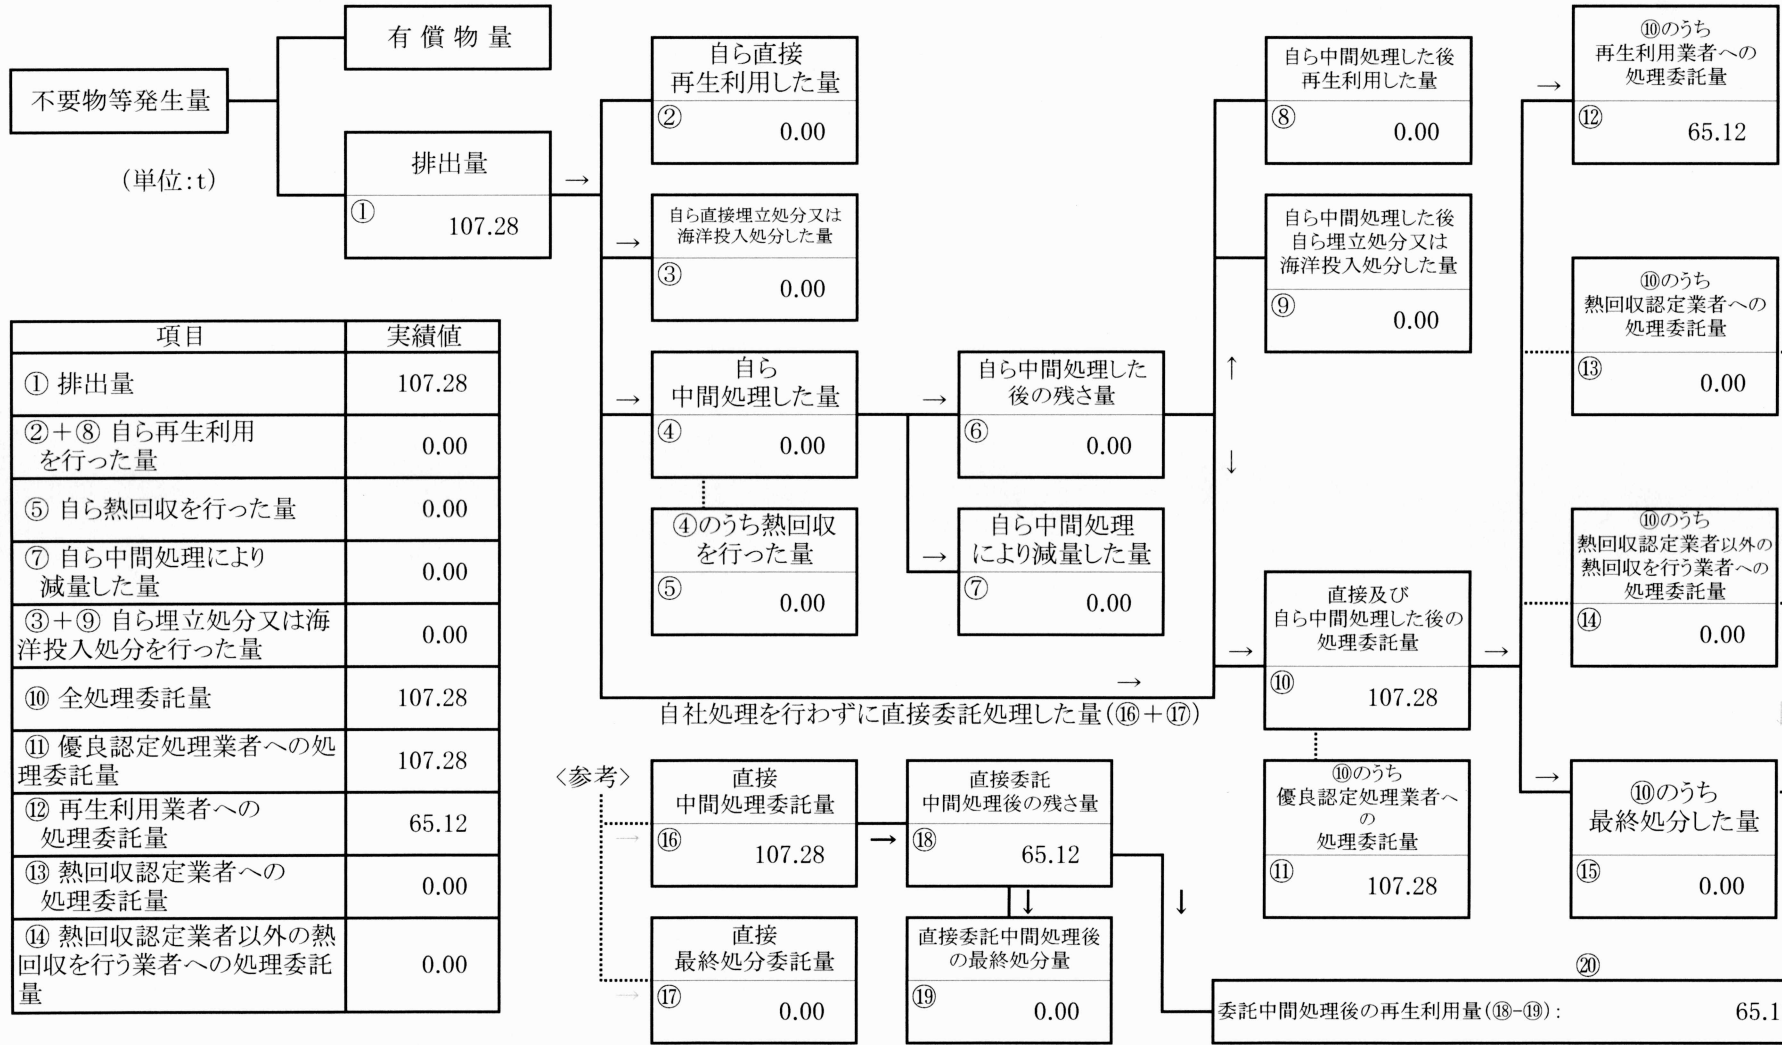 不要物等発生量
(単位:t)
有償物量
排出量
① 107.28
→
自ら直接
再生利用した量
② 0.00
→
自ら直接埋立処分又は
海洋投入処分した量
③ 0.00
→
自ら
中間処理した量
④ 0.00
④のうち熱回収
を行った量
⑤ 0.00
→
自ら中間処理した
後の残さ量
⑥ 0.00
→
自ら中間処理
により減量した量
⑦ 0.00
↑
↓
自ら中間処理した後
再生利用した量
⑧ 0.00
自ら中間処理した後
自ら埋立処分又は
海洋投入処分した量
⑨ 0.00
→
自社処理を行わずに直接委託処理した量(⑯+⑰)
→
直接及び
自ら中間処理した後の
処理委託量
⑩ 107.28
⑩のうち
優良認定処理業者へ
の
処理委託量
⑪ 107.28
→
→
⑩のうち
再生利用業者への
処理委託量
⑫ 65.12
⑩のうち
熱回収認定業者への
処理委託量
⑬ 0.00
⑩のうち
熱回収認定業者以外の
熱回収を行う業者への
処理委託量
⑭ 0.00
→
⑩のうち
最終処分した量
⑮ 0.00
項目 実績値
① 排出量 107.28
②+⑧ 自ら再生利用
を行った量 0.00
⑤ 自ら熱回収を行った量 0.00
⑦ 自ら中間処理により
減量した量 0.00
③+⑨ 自ら埋立処分又は海
洋投入処分を行った量 0.00
⑩ 全処理委託量 107.28
⑪ 優良認定処理業者への処
理委託量 107.28
⑫ 再生利用業者への
処理委託量 65.12
⑬ 熱回収認定業者への
処理委託量 0.00
⑭ 熱回収認定業者以外の熱
回収を行う業者への処理委託
量 0.00
<参考>
→
直接
中間処理委託量
⑯ 107.28
→
直接
最終処分委託量
⑰ 0.00
→
直接委託
中間処理後の残さ量
⑱ 65.12
↓
直接委託中間処理後
の最終処分量
⑲ 0.00
↓
⑳
委託中間処理後の再生利用量(⑱-⑲): 65.1